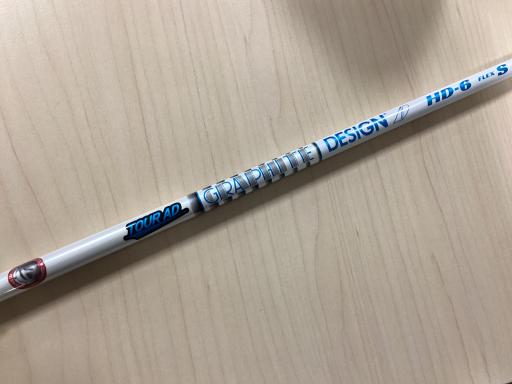 TOUR AD GRAPHITE DESIGN HD-6 FLEX S